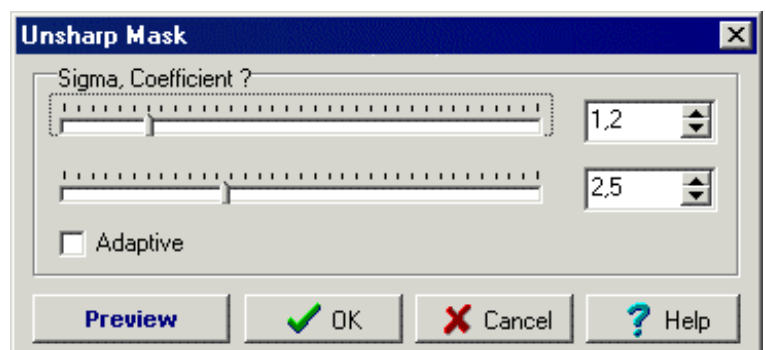 Unsharp Mask
Sigma, Coefficient ?
1,2
2,5
Adaptive
Preview OK Cancel ? Help